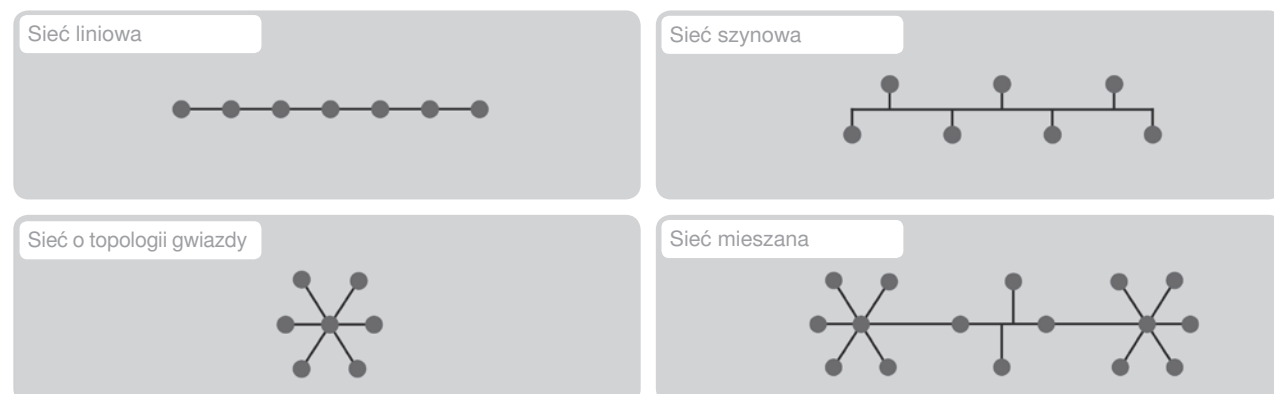 Sieć liniowa
Sieć szynowa
Sieć o topologii gwiazdy
Sieć mieszana